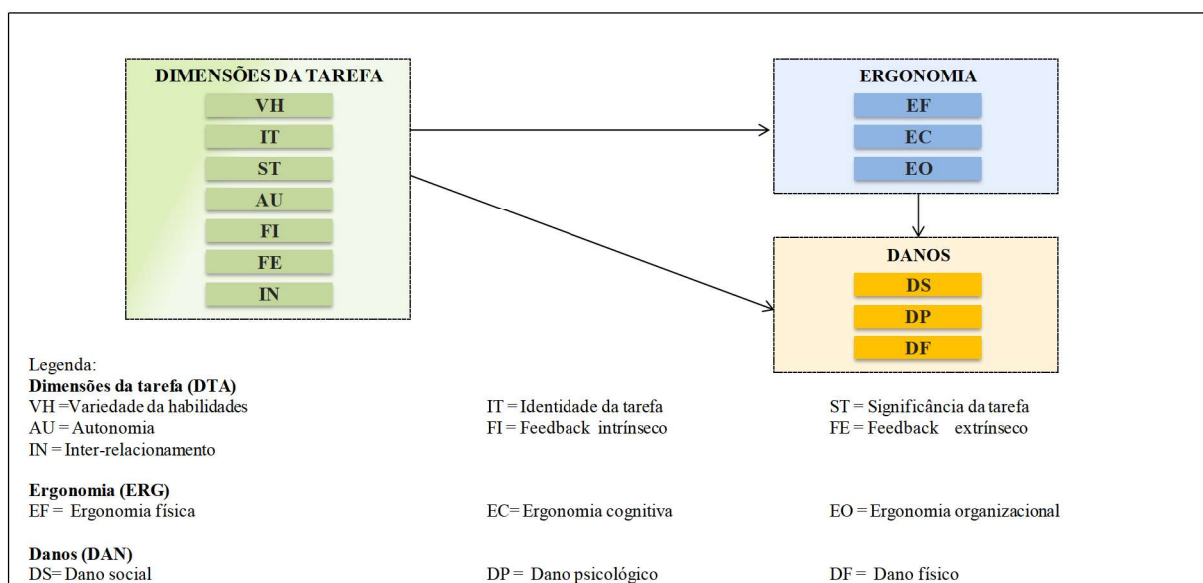 DIMENSÕES DA TAREFA
VH
IT
ST
AU
FI
FE
IN
ERGONOMIA
EF
EC
EO
DANOS
DS
DP
DF
Legenda:
Dimensões da tarefa (DTA)
VH =Variedade da habilidades IT = Identidade da tarefa ST = Significância da tarefa
AU = Autonomia FI = Feedback intrínseco FE = Feedback extrínseco
IN = Inter-relacionamento
Ergonomia (ERG)
EF = Ergonomia física EC= Ergonomia cognitiva EO = Ergonomia organizacional
Danos (DAN)
DS= Dano social DP = Dano psicológico DF = Dano físico